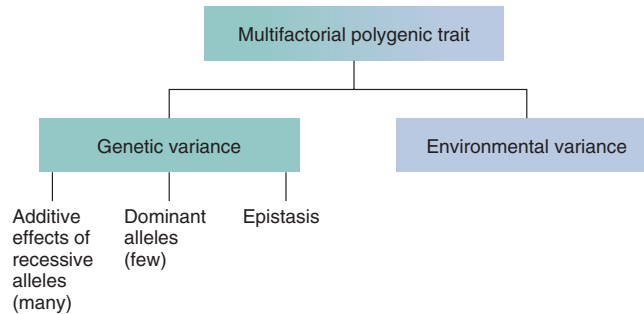 Multifactorial polygenic trait
Genetic variance
Environmental variance
Additive
effects of
recessive
alleles
(many)
Dominant
alleles
(few)
Epistasis